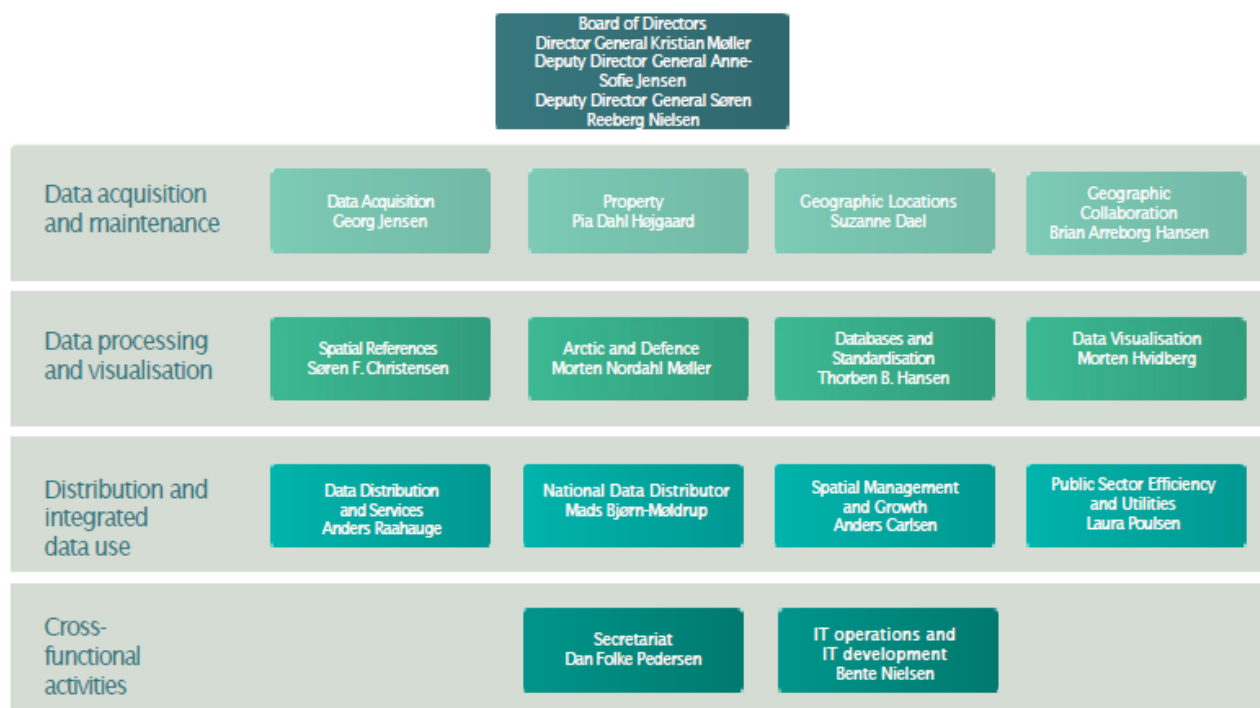 Board of Directors
Director General Kristian Møller
Deputy Director General Anne-
Sofie Jensen
Deputy Director General Søren
Reeberg Nielsen
Data acquisition
and maintenance
Data Acquisition
Georg Jensen
Property
Pia Dahl Højgaard
Geographic Locations
Suzanne Dael
Geographic
Collaboration
Brian Arreborg Hansen
Data processing
and visualisation
Spatial References
Søren F. Christensen
Arctic and Defence
Morten Nordahl Møller
Databases and
Standardisation
Thorben B. Hansen
Data Visualisation
Morten Hvidberg
Distribution and
integrated
data use
Data Distribution
and Services
Anders Raahauge
National Data Distributor
Mads Bjørn-Møldrup
Spatial Management
and Growth
Anders Carlsen
Public Sector Efficiency
and Utilities
Laura Poulsen
Cross-
functional
activities
Secretariat
Dan Folke Pedersen
IT operations and
IT development
Bente Nielsen